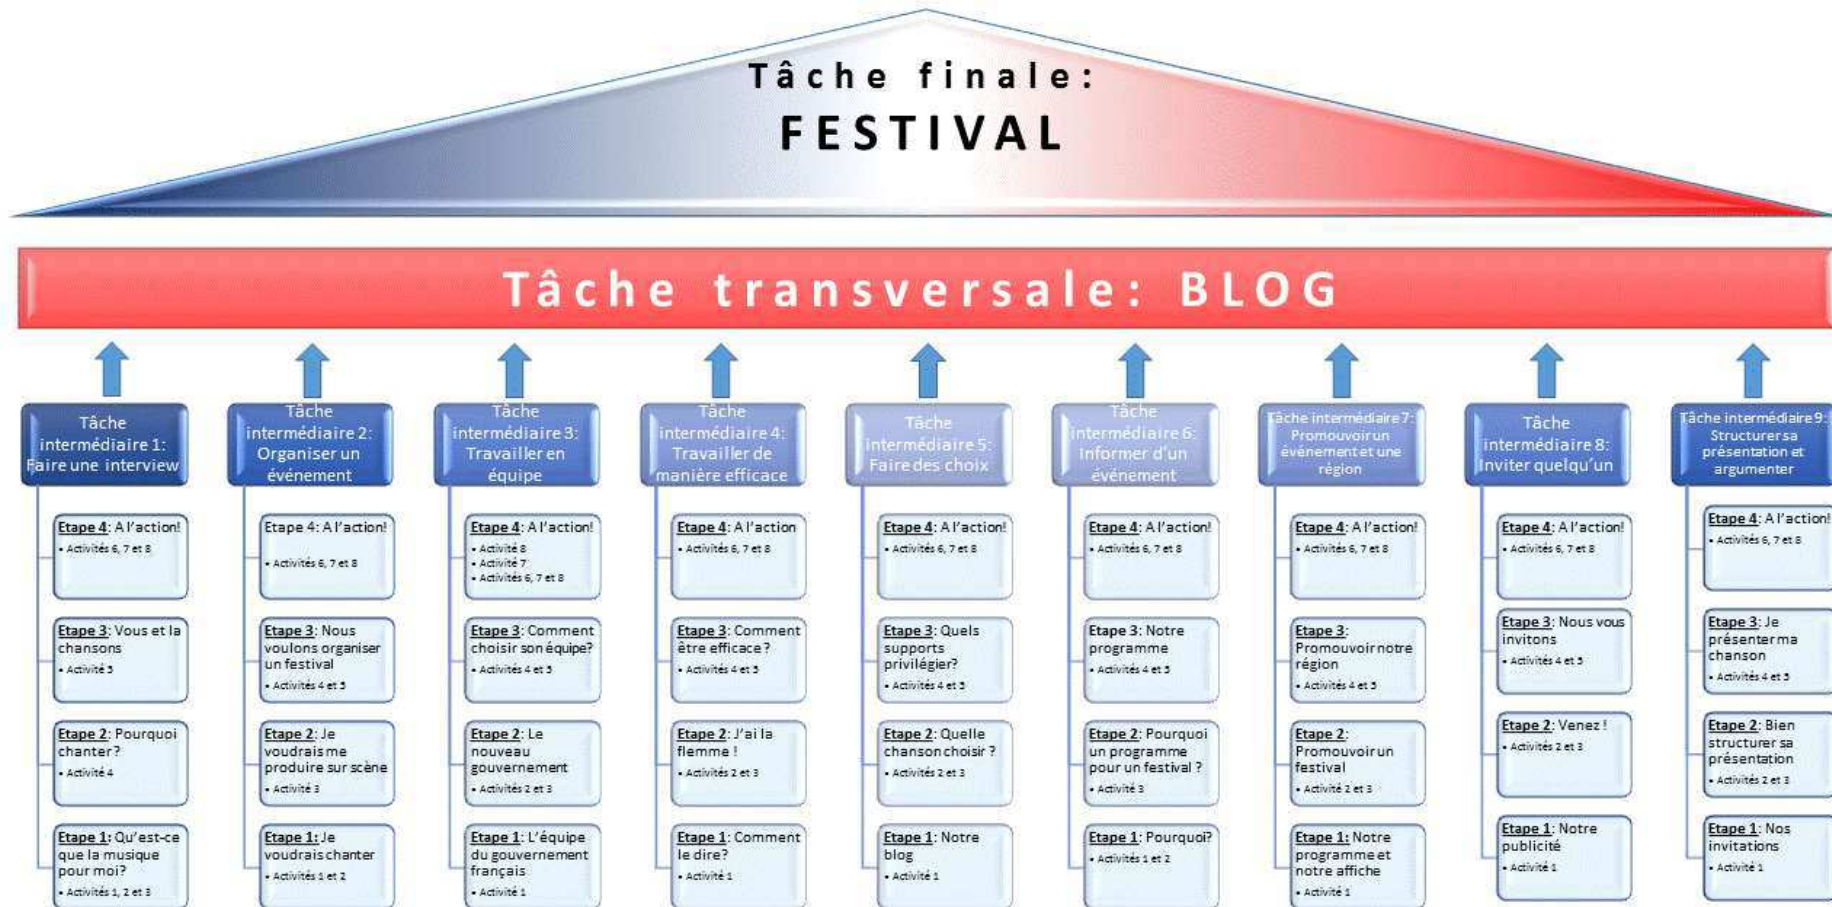 Tâche finale:
FESTIVAL
Tâche transversale: BLOG
Tâche
intermédiaire 1:
Faire une interview
Etape 4: A l'action!
• Activités 6, 7 et 8
Etape 3: Vous et la
chansons
• Activité 5
Etape 2: Pourquoi
chanter?
• Activité 4
Etape 1: Qu'est-ce
que la musique
pour moi?
• Activités 1, 2 et 3
Tâche
intermédiaire 2:
Organiser un
événement
Etape 4: A l'action!
• Activités 6, 7 et 8
Etape 3: Nous
voulons organiser
un festival
• Activités 4 et 5
Etape 2: Je
voudrais me
produire sur scène
• Activité 3
Etape 1: Je
voudrais chanter
• Activités 1 et 2
Tâche
intermédiaire 3:
Travailler en
équipe
Etape 4: A l'action!
• Activité 8
• Activité 7
• Activités 6, 7 et 8
Etape 3: Comment
choisir son équipe?
• Activités 4 et 5
Etape 2: Le
nouveau
gouvernement
• Activités 2 et 3
Etape 1: L'équipe
du gouvernement
français
• Activité 1
Tâche
intermédiaire 4:
Travailler de
manière efficace
Etape 4: A l'action
• Activités 6, 7 et 8
Etape 3: Comment
être efficace ?
• Activités 4 et 5
Etape 2: J'ai la
flemme !
• Activités 2 et 3
Etape 1: Comment
le dire?
• Activité 1
Tâche
intermédiaire 5:
Faire des choix
Etape 4: A l'action!
• Activités 6, 7 et 8
Etape 3: Quels
supports
privilégier?
• Activités 4 et 5
Etape 2: Quelle
chanson choisir ?
• Activités 2 et 3
Etape 1: Notre
blog
• Activité 1
Tâche
intermédiaire 6:
Informer d'un
événement
Etape 4: A l'action!
• Activités 6, 7 et 8
Etape 3: Notre
programme
• Activités 4 et 5
Etape 2: Pourquoi
un programme
pour un festival ?
• Activité 3
Etape 1: Pourquoi?
• Activités 1 et 2
Tâche intermédiaire 7:
Promouvoir un
événement et une
région
Etape 4: A l'action!
• Activités 6, 7 et 8
Etape 3:
Promouvoir notre
région
• Activités 4 et 5
Etape 2:
Promouvoir un
festival
• Activité 2 et 3
Etape 1: Notre
programme et
notre affiche
• Activité 1
Tâche
intermédiaire 8:
Inviter quelqu'un
Etape 4: A l'action!
• Activités 6, 7 et 8
Etape 3: Nous vous
invitons
• Activités 4 et 5
Etape 2: Venez !
• Activités 2 et 3
Etape 1: Notre
publicité
• Activité 1
Tâche intermédiaire 9:
Structurer sa
présentation et
argumenter
Etape 4: A l'action!
• Activités 6, 7 et 8
Etape 3: Je
présenter ma
chanson
• Activités 4 et 5
Etape 2: Bien
structurer sa
présentation
• Activités 2 et 3
Etape 1: Nos
invitations
• Activité 1